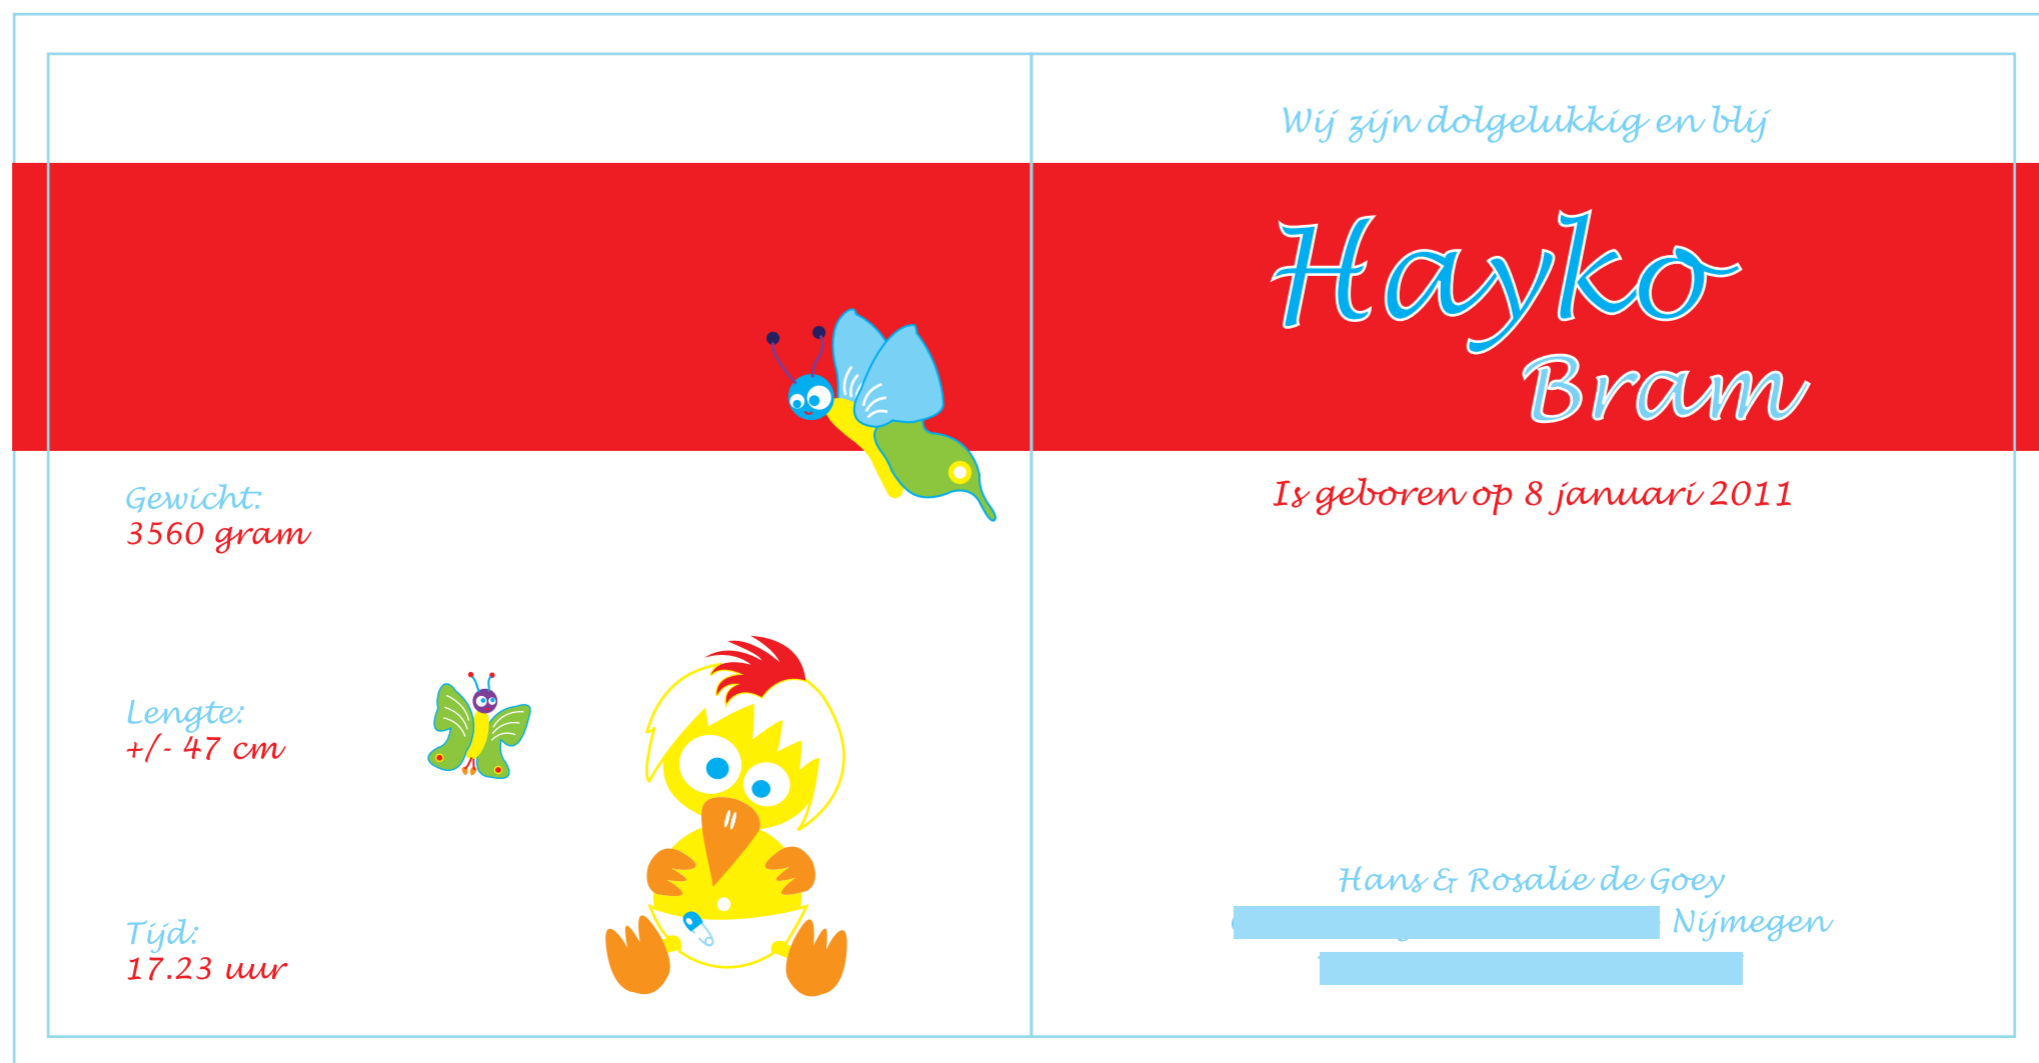 Gewicht:
3560 gram
Lengte:
+/- 47 cm
Tijd:
17.23 uur
Wij zijn dolgelukkig en blij
Hayko
Bram
Is geboren op 8 januari 2011
Hans & Rosalie de Goey
Nijmegen